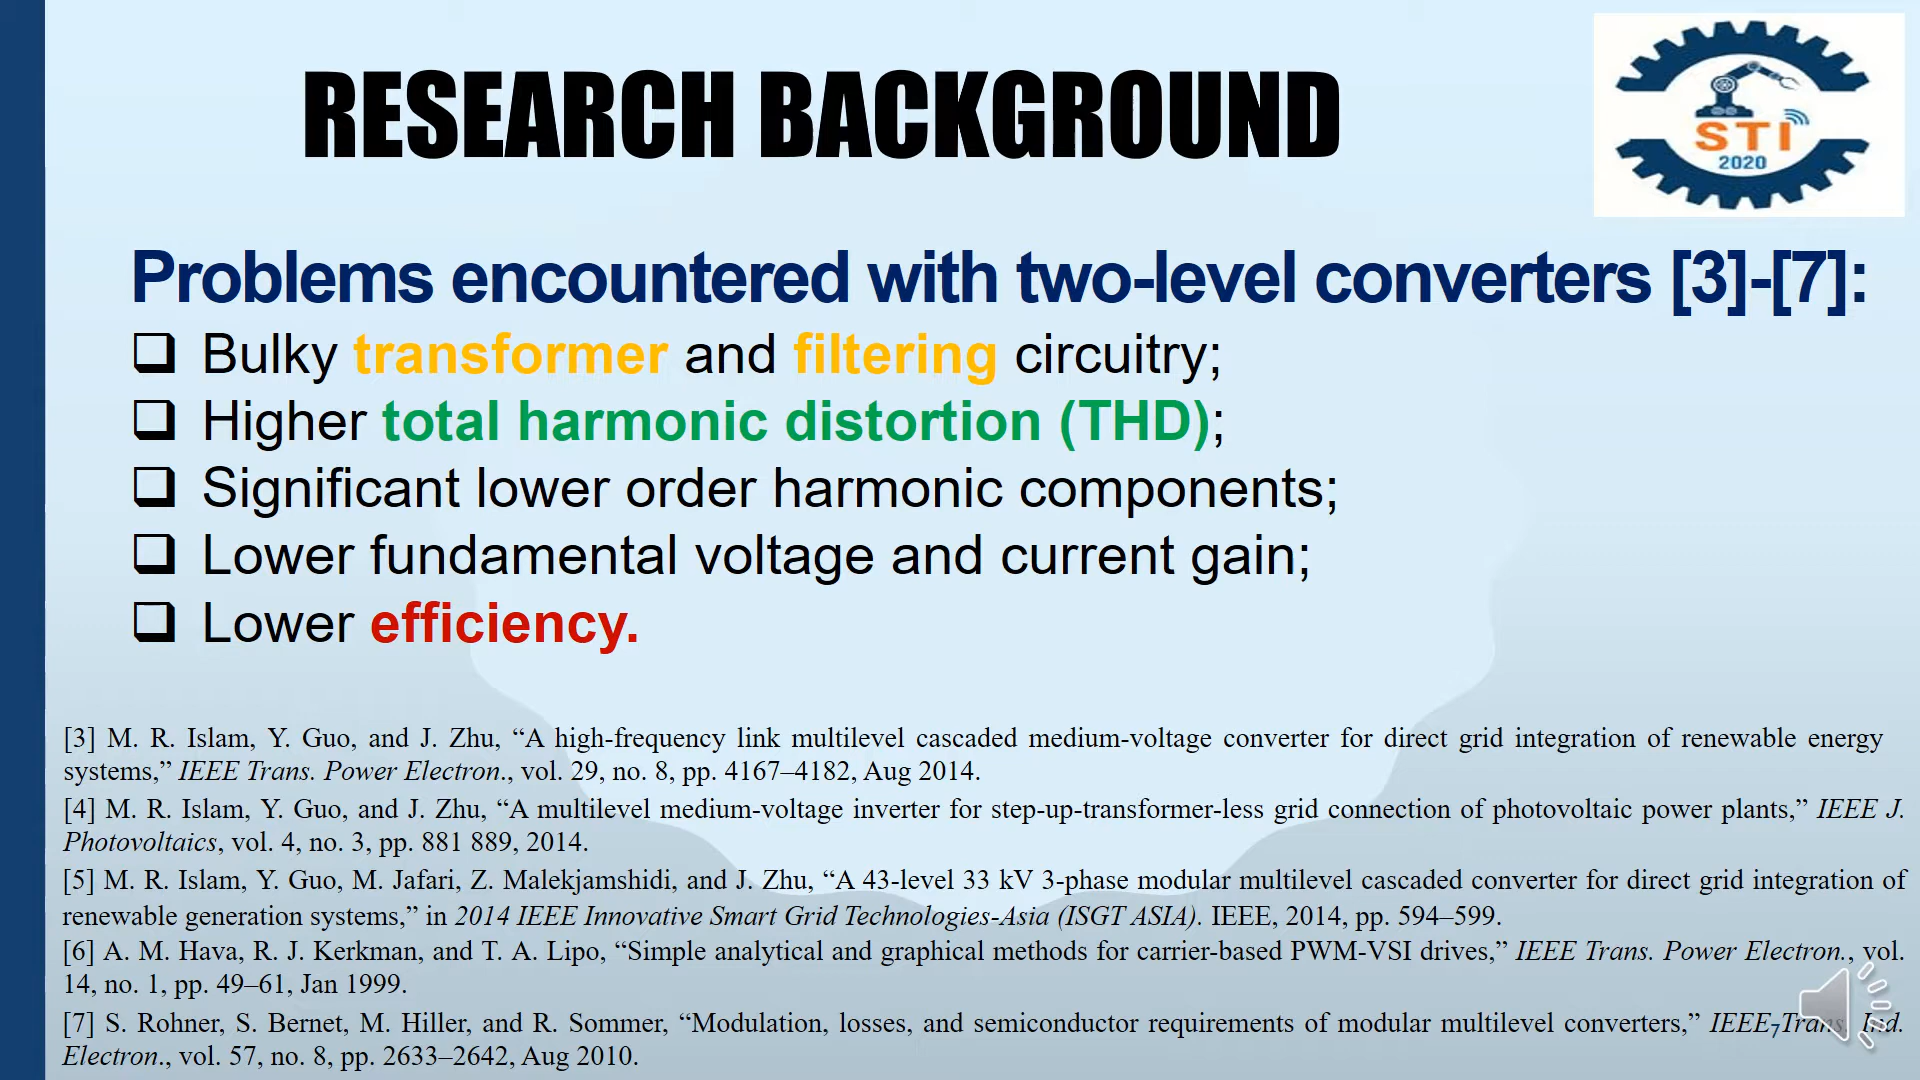 RESEARCH BACKGROUND
STI
2020
Problems encountered with two-level converters [3]-[7]:
Bulky transformer and filtering circuitry;
Higher total harmonic distortion (THD);
Significant lower order harmonic components;
Lower fundamental voltage and current gain;
Lower efficiency.
[3] M. R. Islam, Y. Guo, and J. Zhu, “A high-frequency link multilevel cascaded medium-voltage converter for direct grid integration of renewable energy
systems,” IEEE Trans. Power Electron., vol. 29, no. 8, pp. 4167–4182, Aug 2014.
[4] M. R. Islam, Y. Guo, and J. Zhu, “A multilevel medium-voltage inverter for step-up-transformer-less grid connection of photovoltaic power plants,” IEEE J.
Photovoltaics, vol. 4, no. 3, pp. 881 889, 2014.
[5] M. R. Islam, Y. Guo, M. Jafari, Z. Malekjamshidi, and J. Zhu, “A 43-level 33 kV 3-phase modular multilevel cascaded converter for direct grid integration of
renewable generation systems,” in 2014 IEEE Innovative Smart Grid Technologies-Asia (ISGT ASIA). IEEE, 2014, pp. 594–599.
[6] A. M. Hava, R. J. Kerkman, and T. A. Lipo, “Simple analytical and graphical methods for carrier-based PWM-VSI drives,” IEEE Trans. Power Electron., vol.
14, no. 1, pp. 49–61, Jan 1999.
[7] S. Rohner, S. Bernet, M. Hiller, and R. Sommer, “Modulation, losses, and semiconductor requirements of modular multilevel converters,” IEEE Trans. Ind.
Electron., vol. 57, no. 8, pp. 2633–2642, Aug 2010.
7